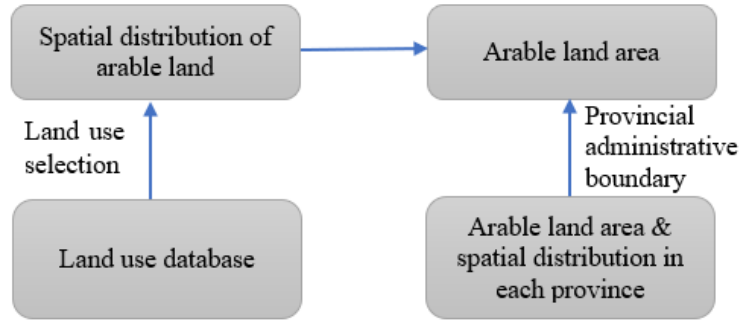 Spatial distribution of
arable land
Arable land area
Land use
selection
Provincial
administrative
boundary
Land use database
Arable land area &
spatial distribution in
each province